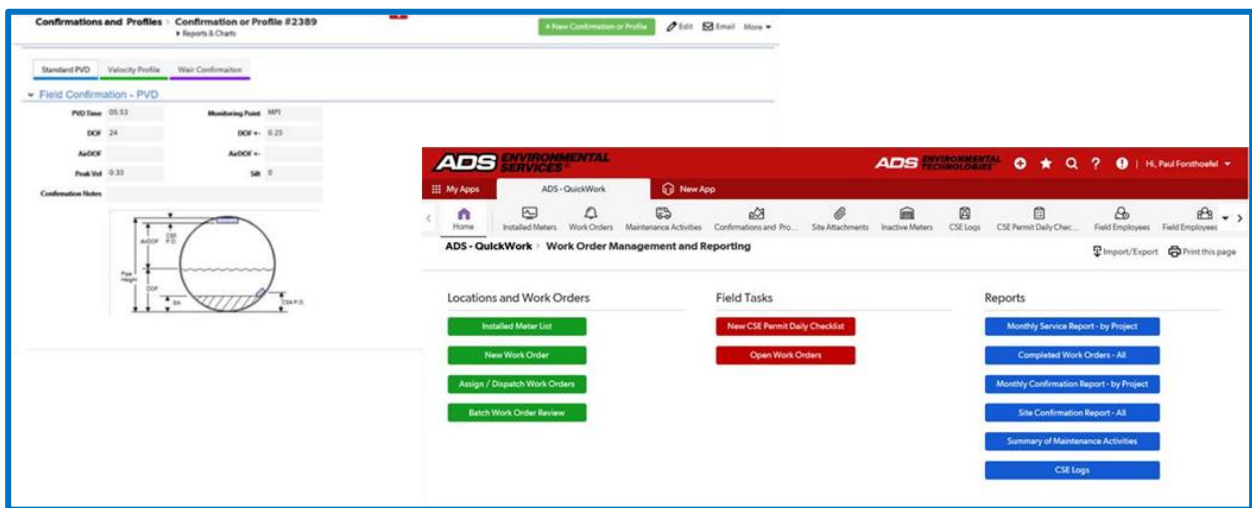 Confirmations and Profiles > Confirmation or Profile #2389
Reports & Charts
+ New Confirmation or Profile
Edit
Email
More
Standard PVD
Velocity Profile
Weir Confirmaiton
Field Confirmation - PVD
PVD Time 05:53 Monitoring Point MP1
DOF 24 DOF +- 0.25
AirDOF AirDOF +-
Peak Vel 0.33 Silt 0
Confirmation Notes
AirDOF
CS5 P.O.
Pipe Height
DOF
Silt
CS4 P.O.
ADS ENVIRONMENTAL SERVICES®
ADS ENVIRONMENTAL TECHNOLOGIES
Hi, Paul Forsthoefel
My Apps
ADS - QuickWork
New App
Home
Installed Meters
Work Orders
Maintenance Activities
Confirmations and Pro...
Site Attachments
Inactive Meters
CSE Logs
CSE Permit Daily Chec...
Field Employees
Field Employees
ADS - QuickWork > Work Order Management and Reporting
Import/Export
Print this page
Locations and Work Orders
Installed Meter List
New Work Order
Assign / Dispatch Work Orders
Batch Work Order Review
Field Tasks
New CSE Permit Daily Checklist
Open Work Orders
Reports
Monthly Service Report - by Project
Completed Work Orders - All
Monthly Confirmation Report - by Project
Site Confirmation Report - All
Summary of Maintenance Activities
CSE Logs